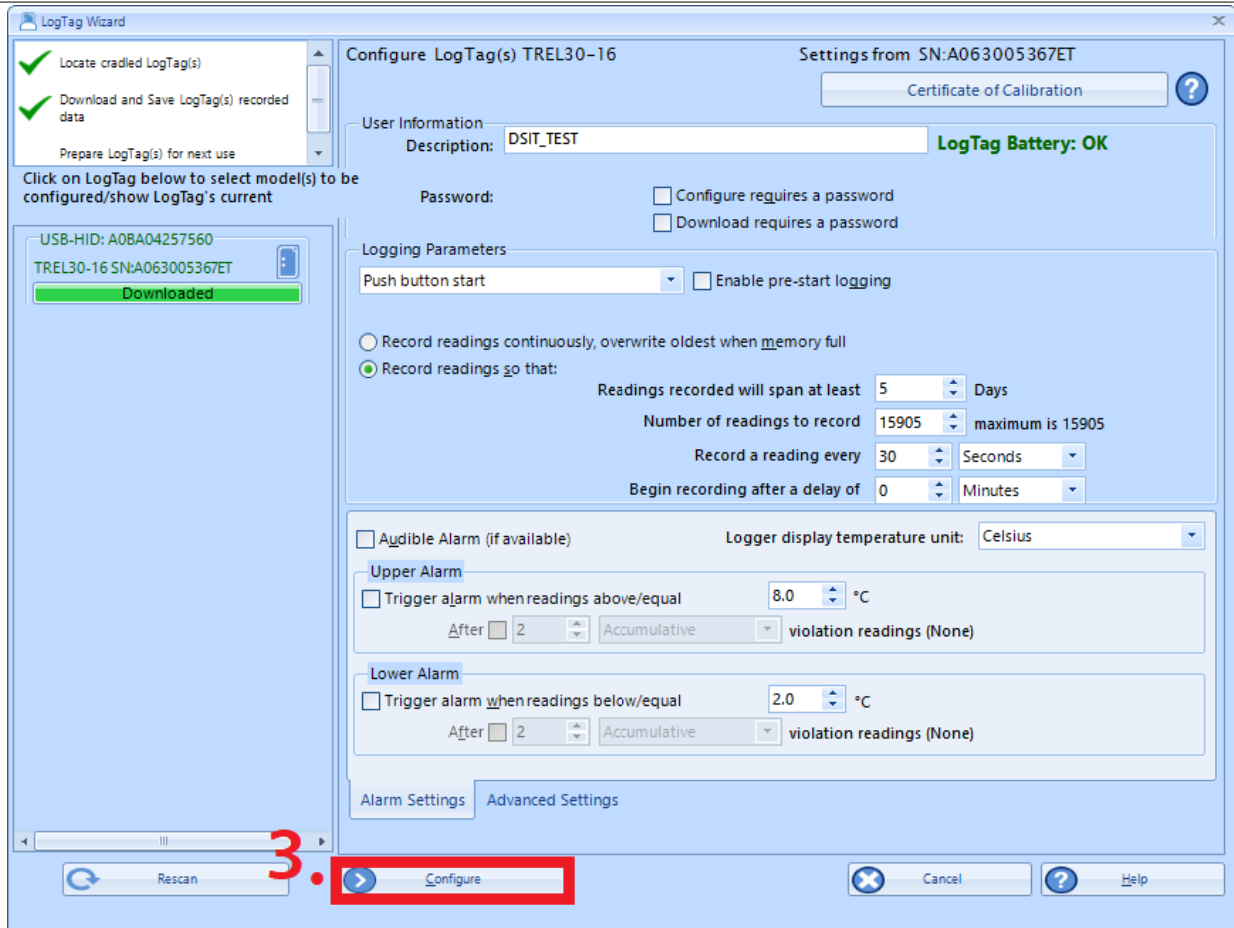 LogTag Wizard
Locate cradled LogTag(s)
Download and Save LogTag(s) recorded
data
Prepare LogTag(s) for next use
Click on LogTag below to select model(s) to be
configured/show LogTag's current
USB-HID: A0BA04257560
TREL30-16 SN:A063005367ET
Downloaded
Configure LogTag(s) TREL30-16
Settings from SN:A063005367ET
Certificate of Calibration
?
User Information
Description: DSIT_TEST
LogTag Battery: OK
Password:
Configure requires a password
Download requires a password
Logging Parameters
Push button start
Enable pre-start logging
Record readings continuously, overwrite oldest when memory full
Record readings so that:
Readings recorded will span at least 5 Days
Number of readings to record 15905 maximum is 15905
Record a reading every 30 Seconds
Begin recording after a delay of 0 Minutes
Audible Alarm (if available)
Logger display temperature unit: Celsius
Upper Alarm
Trigger alarm when readings above/equal 8.0 °C
After 2 Accumulative violation readings (None)
Lower Alarm
Trigger alarm when readings below/equal 2.0 °C
After 2 Accumulative violation readings (None)
Alarm Settings
Advanced Settings
3.
Rescan
Configure
Cancel
? Help